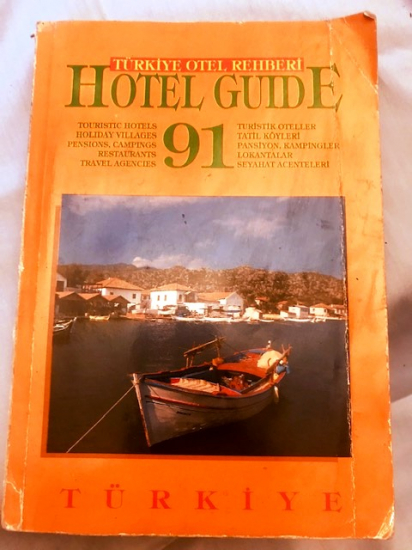 TÜRKİYE OTEL REHBERİ
HOTEL GUIDE
91
TOURISTIC HOTELS
HOLIDAY VILLAGES
PENSIONS, CAMPINGS
RESTAURANTS
TRAVEL AGENCIES
TURİSTİK OTELLER
TATİL KÖYLERİ
PANSİYON, KAMPİNGLER
LOKANTALAR
SEYAHAT ACENTELERİ
TÜRKİYE